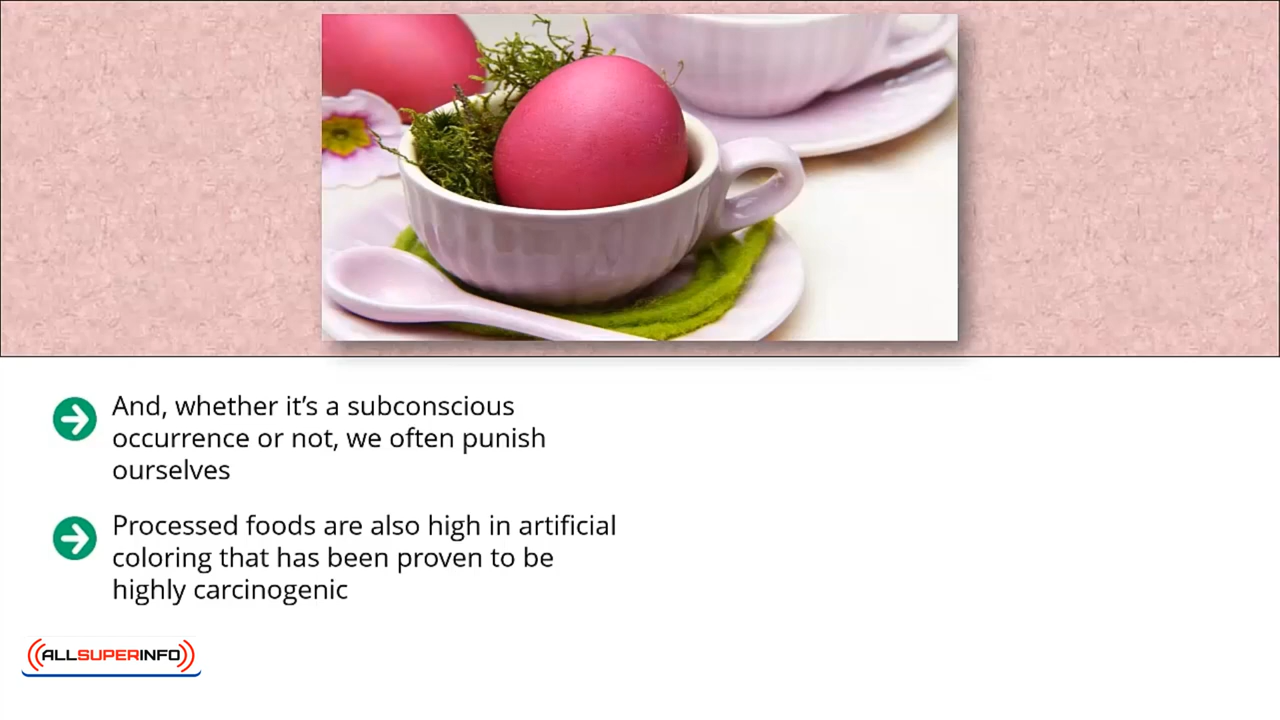 And, whether it’s a subconscious
occurrence or not, we often punish
ourselves
Processed foods are also high in artificial
coloring that has been proven to be
highly carcinogenic
ALLSUPERINFO